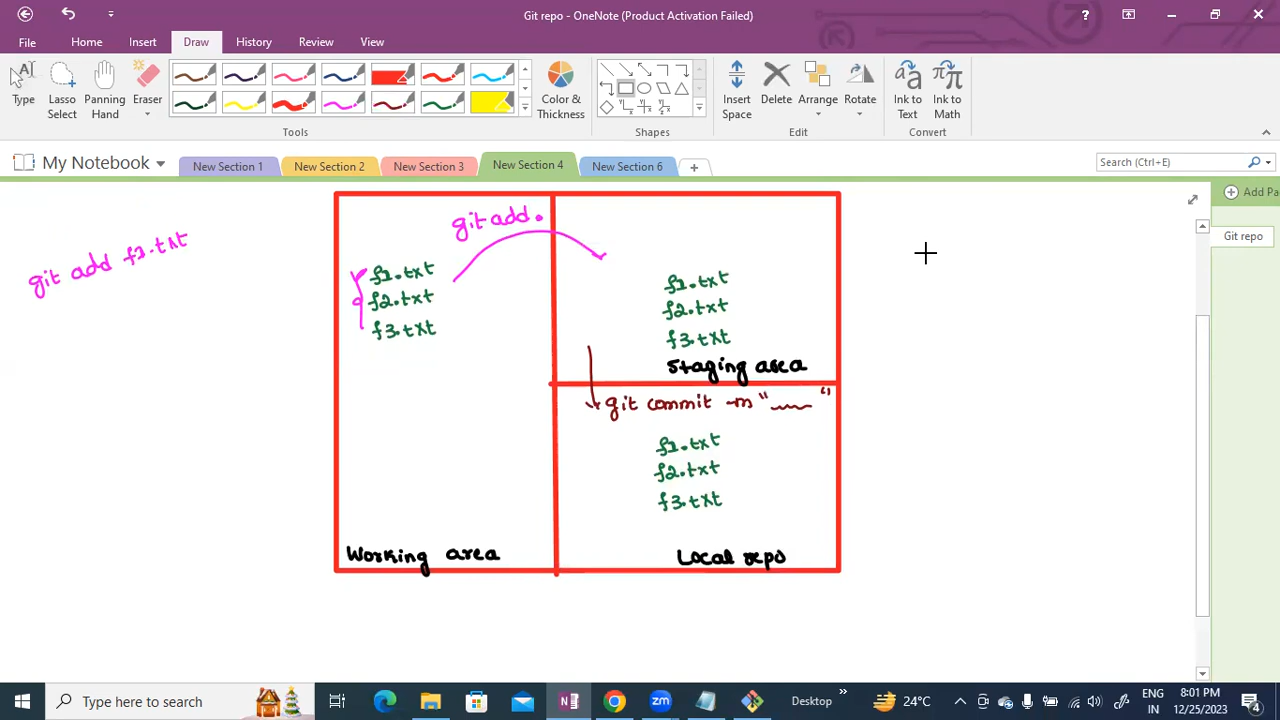 Git repo - OneNote (Product Activation Failed)
File
Home
Insert
Draw
History
Review
View
Type
Lasso
Select
Panning
Hand
Eraser
Color &
Thickness
Insert
Space
Delete
Arrange
Rotate
Ink to
Text
Ink to
Math
Tools
Shapes
Edit
Convert
My Notebook
New Section 1
New Section 2
New Section 3
New Section 4
New Section 6
Search (Ctrl+E)
Add Pa
Git repo
git add f1.txt
git add .
f1.txt
f2.txt
f3.txt
f1.txt
f2.txt
f3.txt
Staging area
git commit -m " "
f1.txt
f2.txt
f3.txt
Working area
Local repo
Type here to search
Desktop
24°C
ENG
IN
8:01 PM
12/25/2023
4